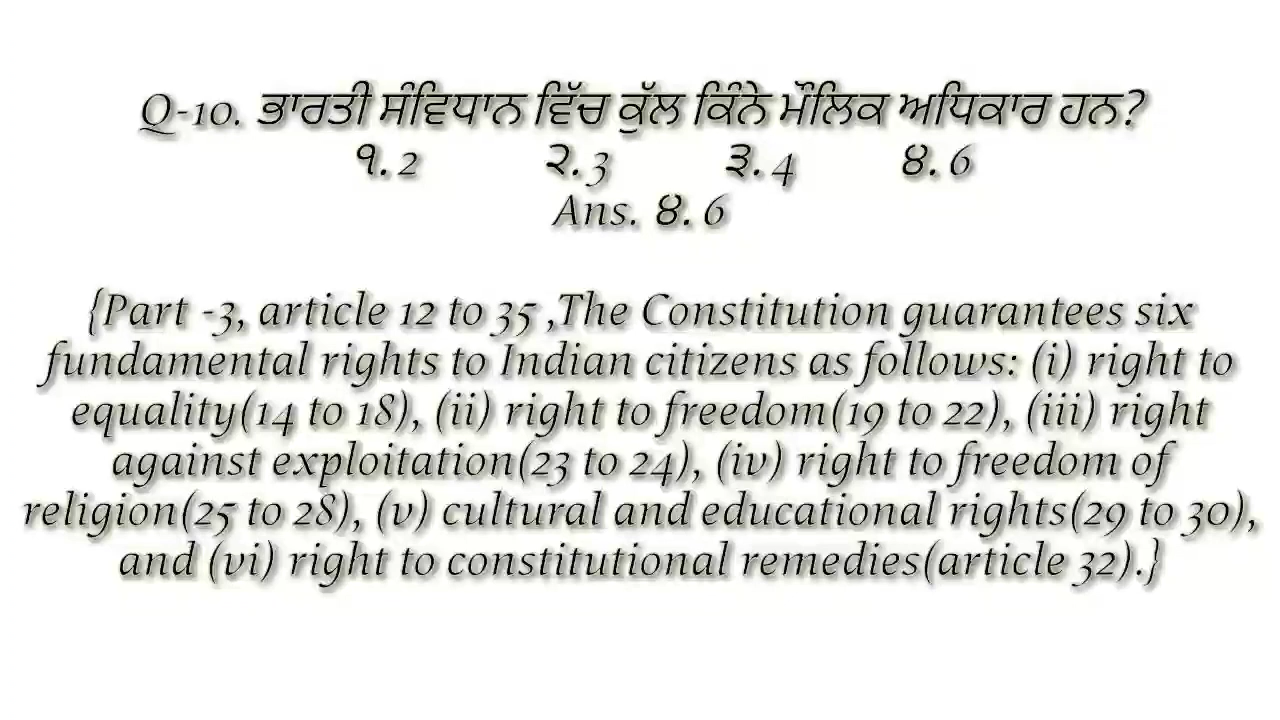 Q-10. ਭਾਰਤੀ ਸੰਵਿਧਾਨ ਵਿੱਚ ਕੁੱਲ ਕਿੰਨੇ ਮੌਲਿਕ ਅਧਿਕਾਰ ਹਨ?
੧. 2 ੨. 3 ੩. 4 ੪. 6
Ans. ੪. 6
{Part -3, article 12 to 35 ,The Constitution guarantees six
fundamental rights to Indian citizens as follows: (i) right to
equality(14 to 18), (ii) right to freedom(19 to 22), (iii) right
against exploitation(23 to 24), (iv) right to freedom of
religion(25 to 28), (v) cultural and educational rights(29 to 30),
and (vi) right to constitutional remedies(article 32).}